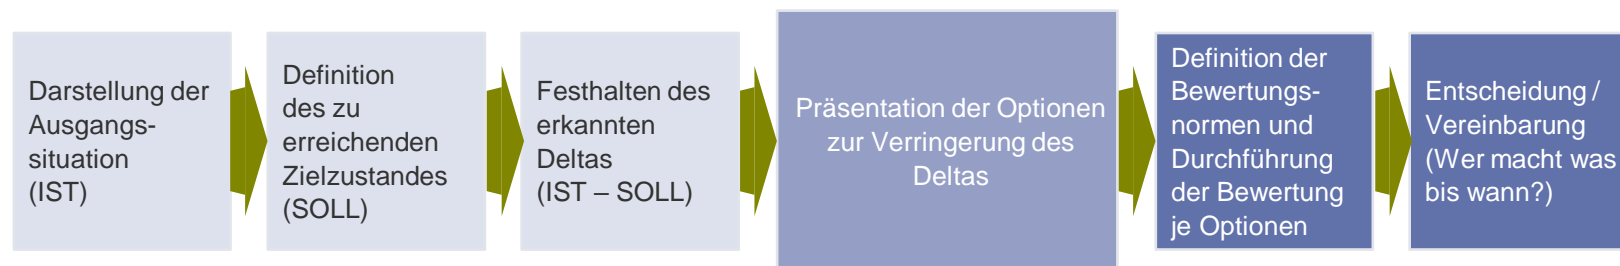 Darstellung der
Ausgangs-
situation
(IST)
Definition
des zu
erreichenden
Zielzustandes
(SOLL)
Festhalten des
erkannten
Deltas
(IST – SOLL)
Präsentation der Optionen
zur Verringerung des
Deltas
Definition der
Bewertungs-
normen und
Durchführung
der Bewertung
je Optionen
Entscheidung /
Vereinbarung
(Wer macht was
bis wann?)